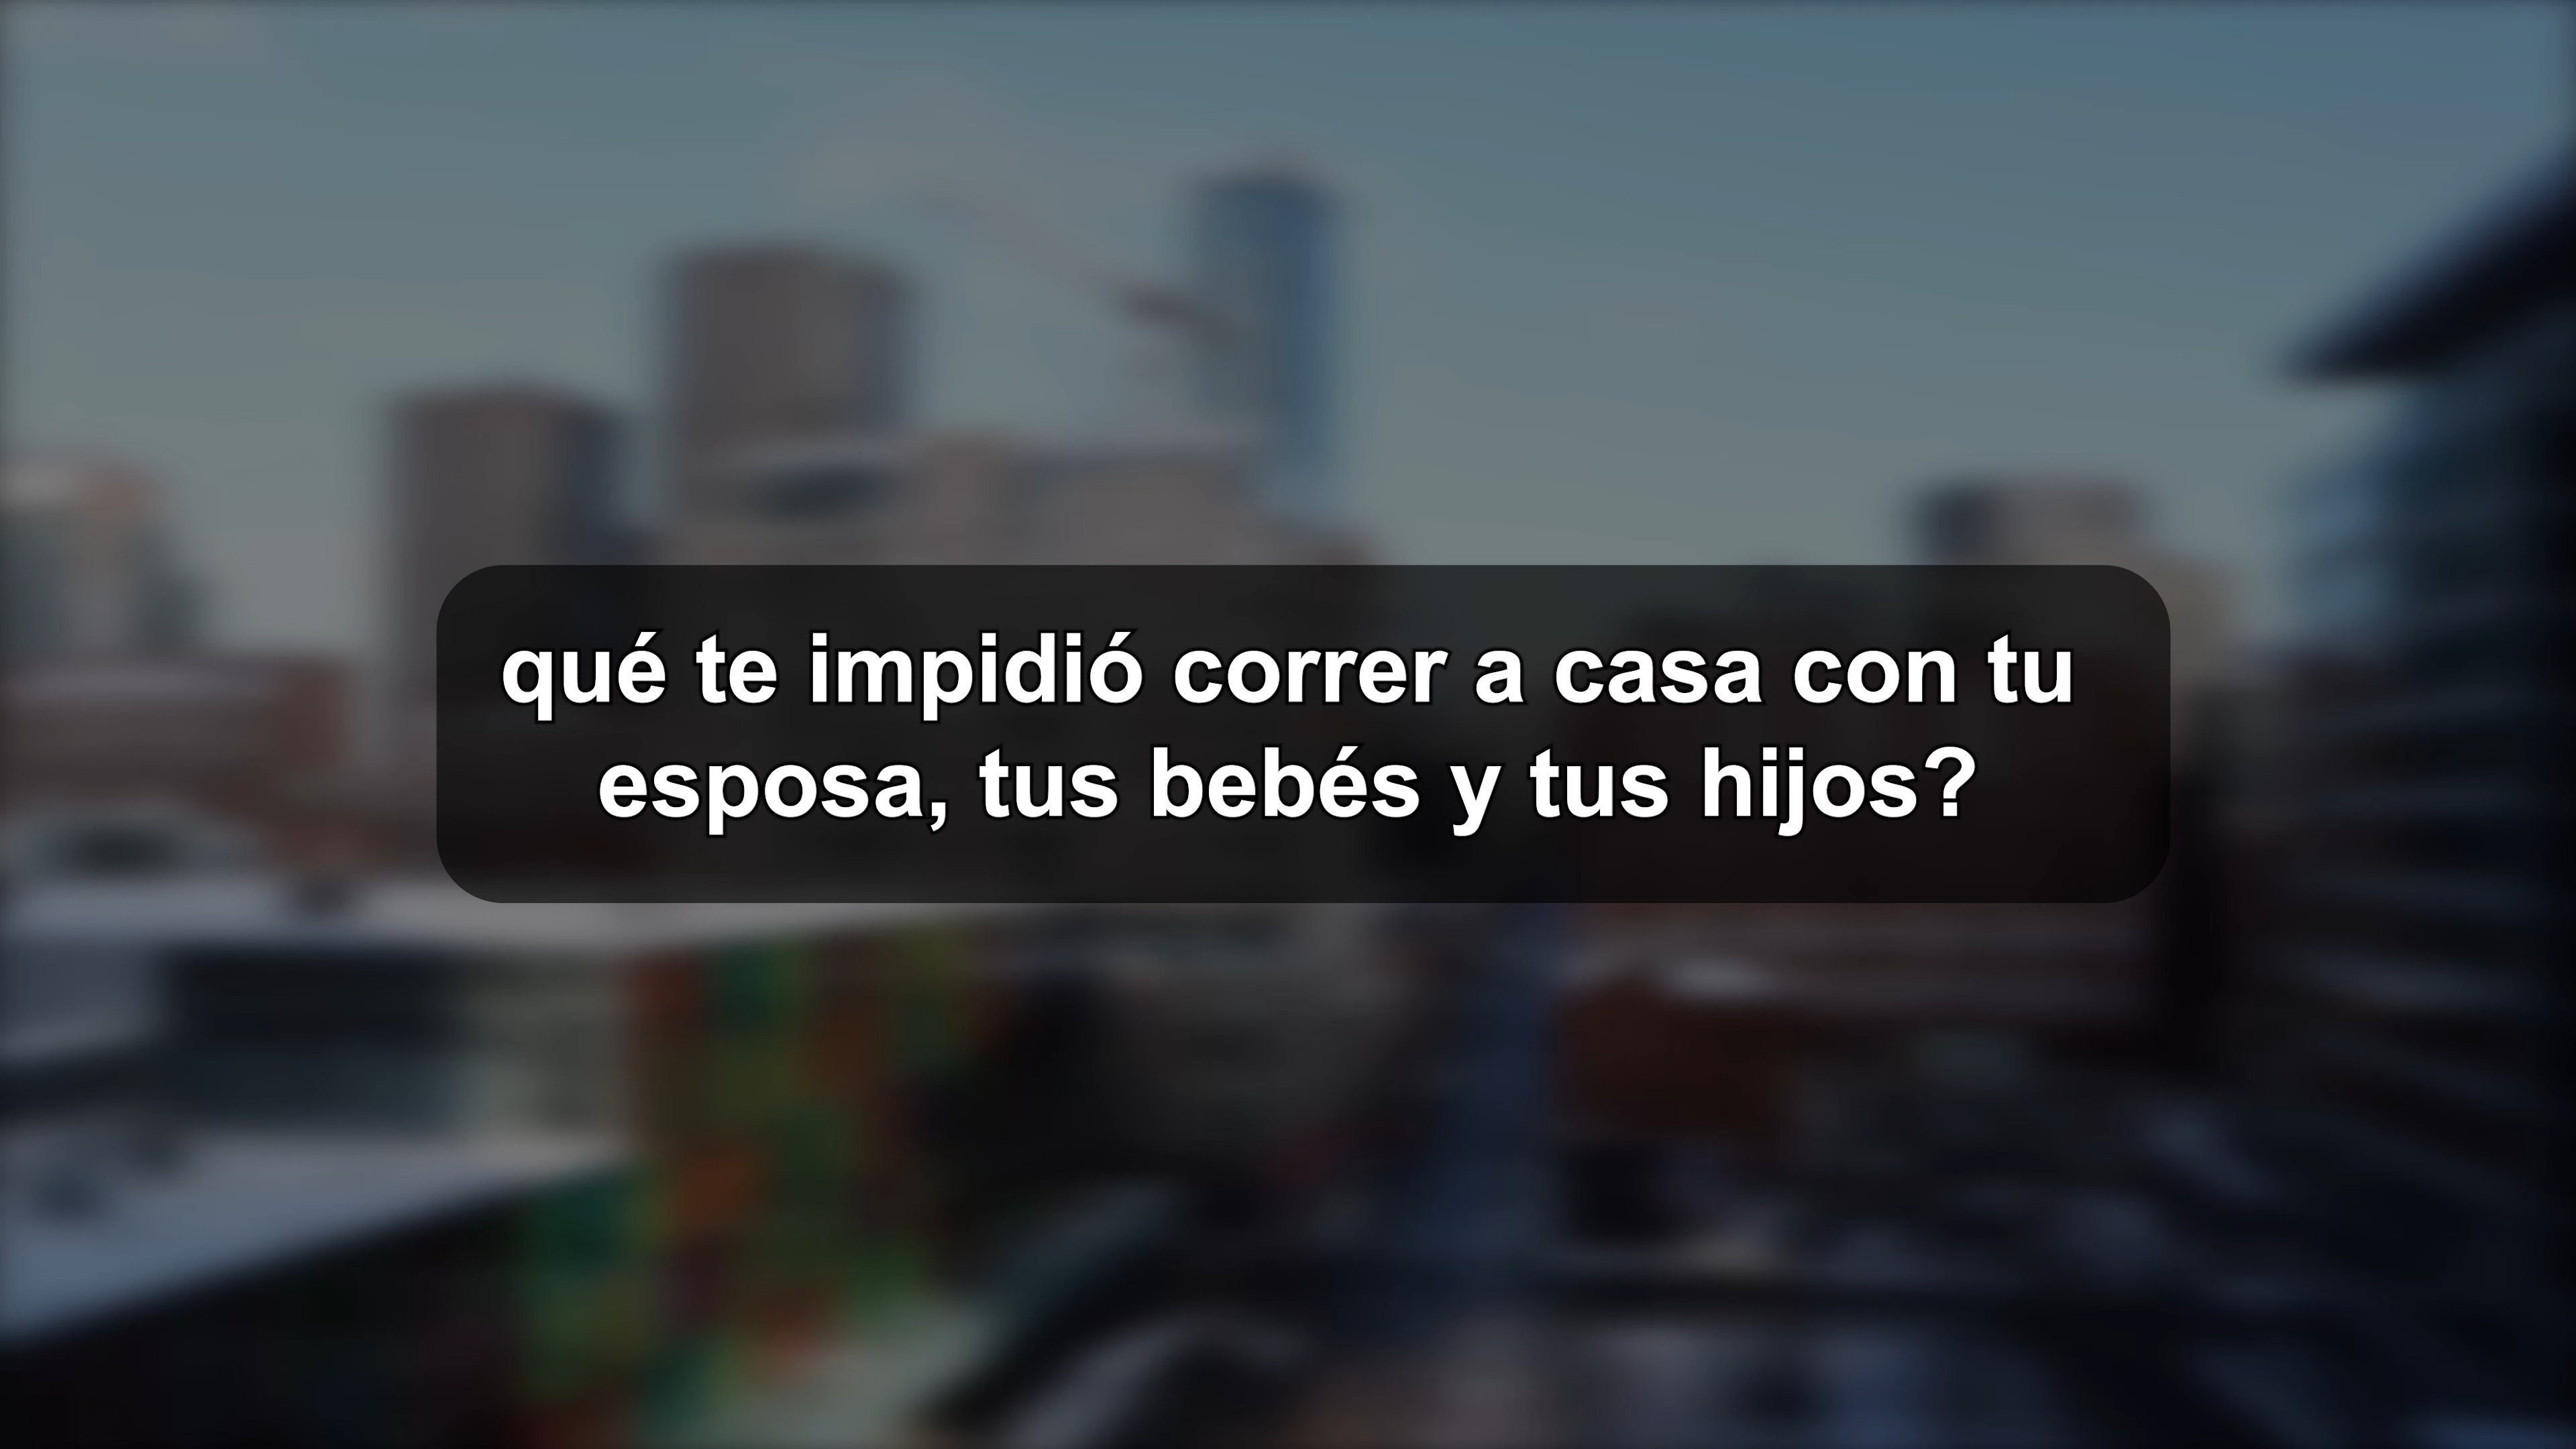 qué te impidió correr a casa con tu
esposa, tus bebés y tus hijos?